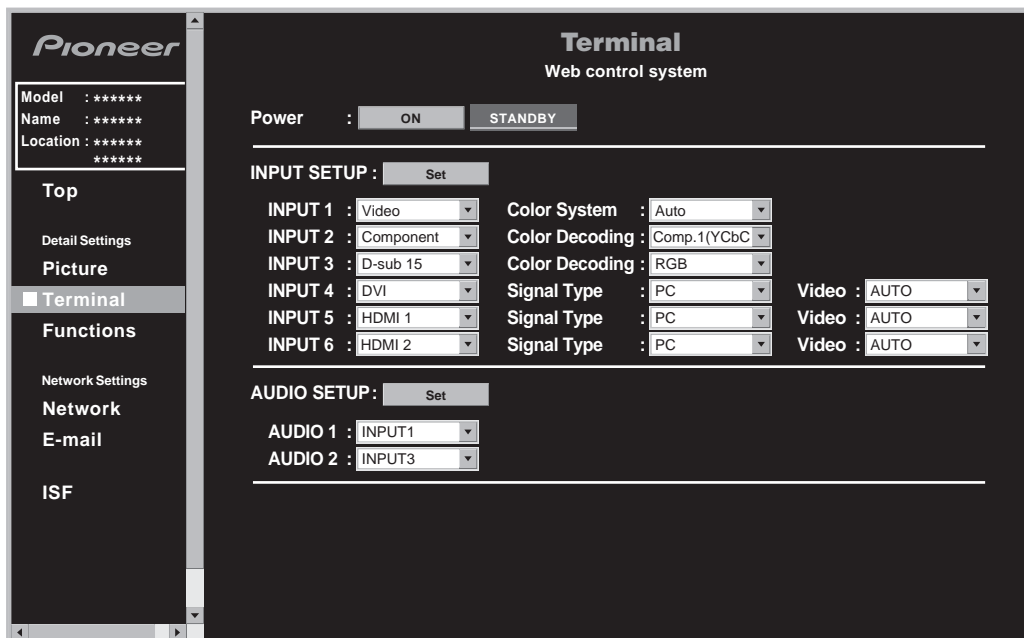 Pioneer
Model : ******
Name : ******
Location : ******
******
Top
Detail Settings
Picture
Terminal
Functions
Network Settings
Network
E-mail
ISF
Terminal
Web control system
Power : ON STANDBY
INPUT SETUP : Set
INPUT 1 : Video Color System : Auto
INPUT 2 : Component Color Decoding : Comp.1(YCbC
INPUT 3 : D-sub 15 Color Decoding : RGB
INPUT 4 : DVI Signal Type : PC Video : AUTO
INPUT 5 : HDMI 1 Signal Type : PC Video : AUTO
INPUT 6 : HDMI 2 Signal Type : PC Video : AUTO
AUDIO SETUP : Set
AUDIO 1 : INPUT1
AUDIO 2 : INPUT3